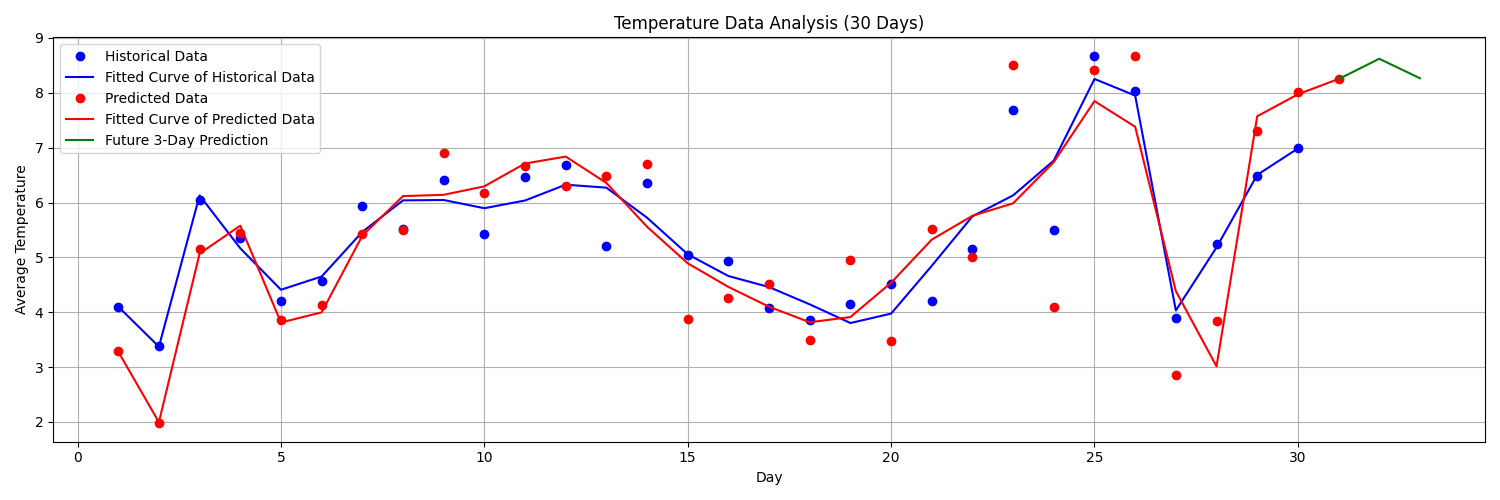 Temperature Data Analysis (30 Days)
Historical Data
Fitted Curve of Historical Data
Predicted Data
Fitted Curve of Predicted Data
Future 3-Day Prediction
Average Temperature
9
8
7
6
5
4
3
2
0 5 10 15 20 25 30
Day